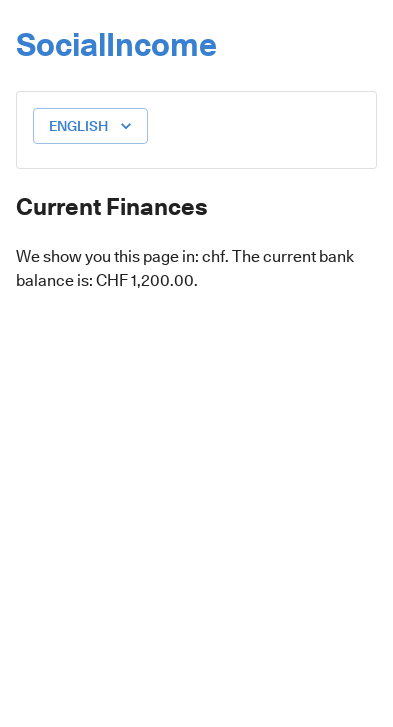 SocialIncome
ENGLISH
Current Finances
We show you this page in: chf. The current bank
balance is: CHF 1,200.00.